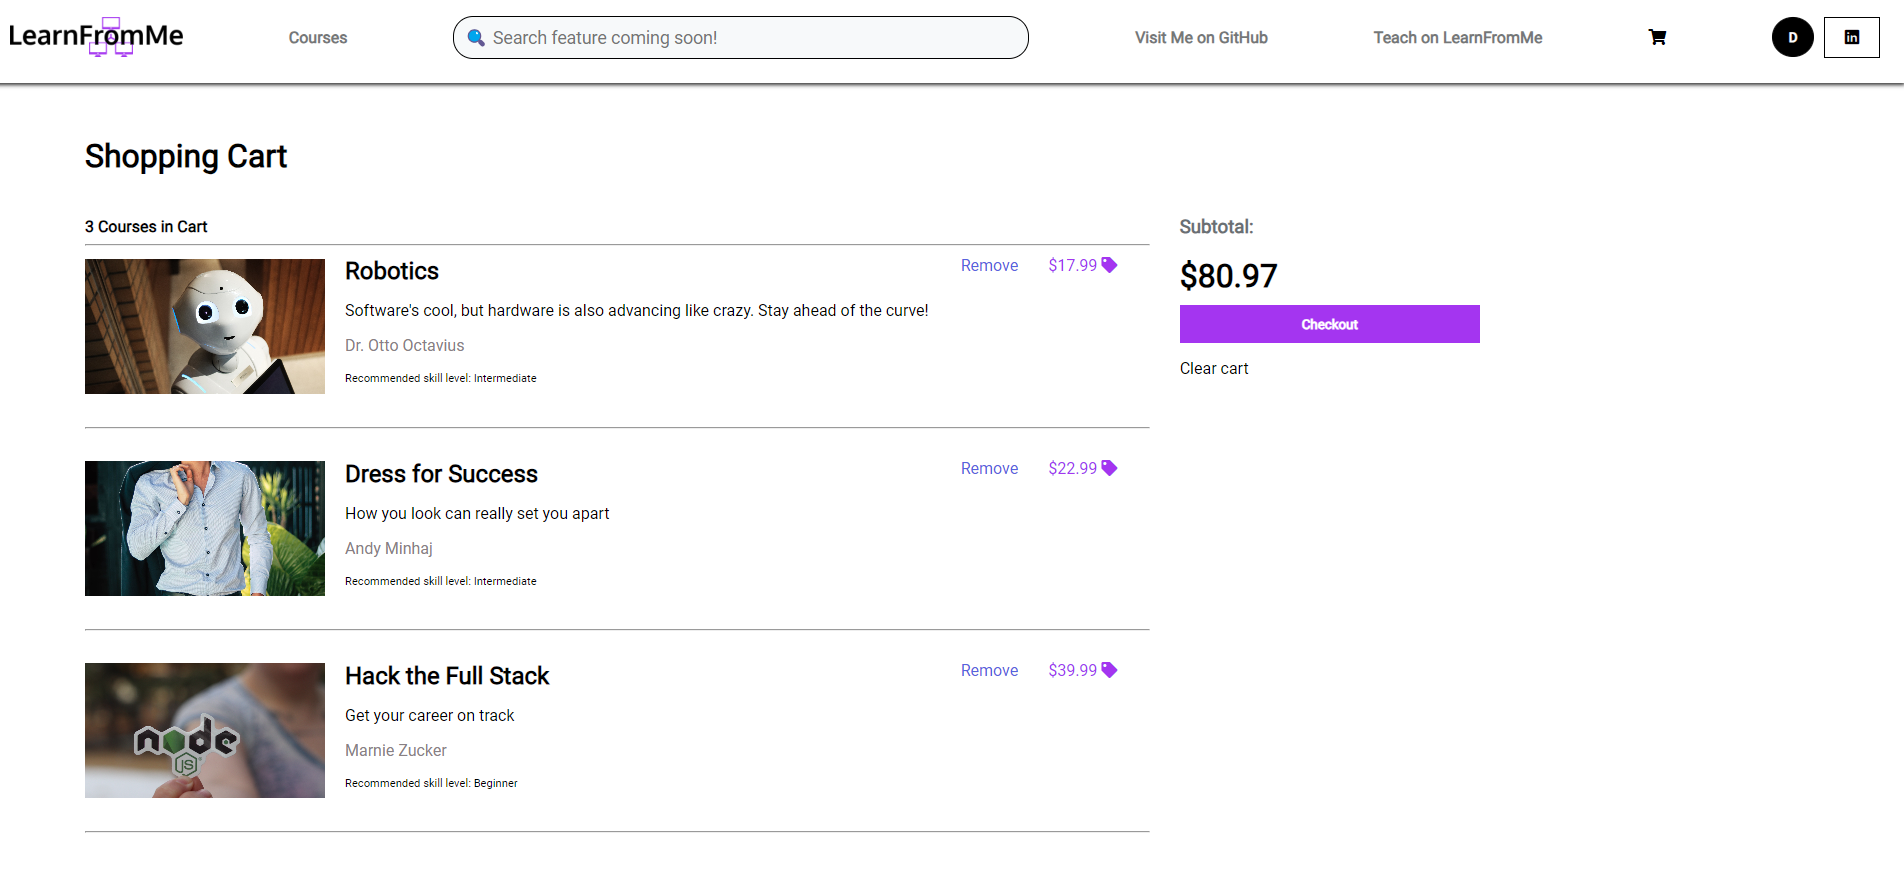 LearnFromMe
Courses
Search feature coming soon!
Visit Me on GitHub
Teach on LearnFromMe
D
in
Shopping Cart
3 Courses in Cart
Robotics
Remove
$17.99
Software's cool, but hardware is also advancing like crazy. Stay ahead of the curve!
Dr. Otto Octavius
Recommended skill level: Intermediate
Dress for Success
Remove
$22.99
How you look can really set you apart
Andy Minhaj
Recommended skill level: Intermediate
node
JS
Hack the Full Stack
Remove
$39.99
Get your career on track
Marnie Zucker
Recommended skill level: Beginner
Subtotal:
$80.97
Checkout
Clear cart